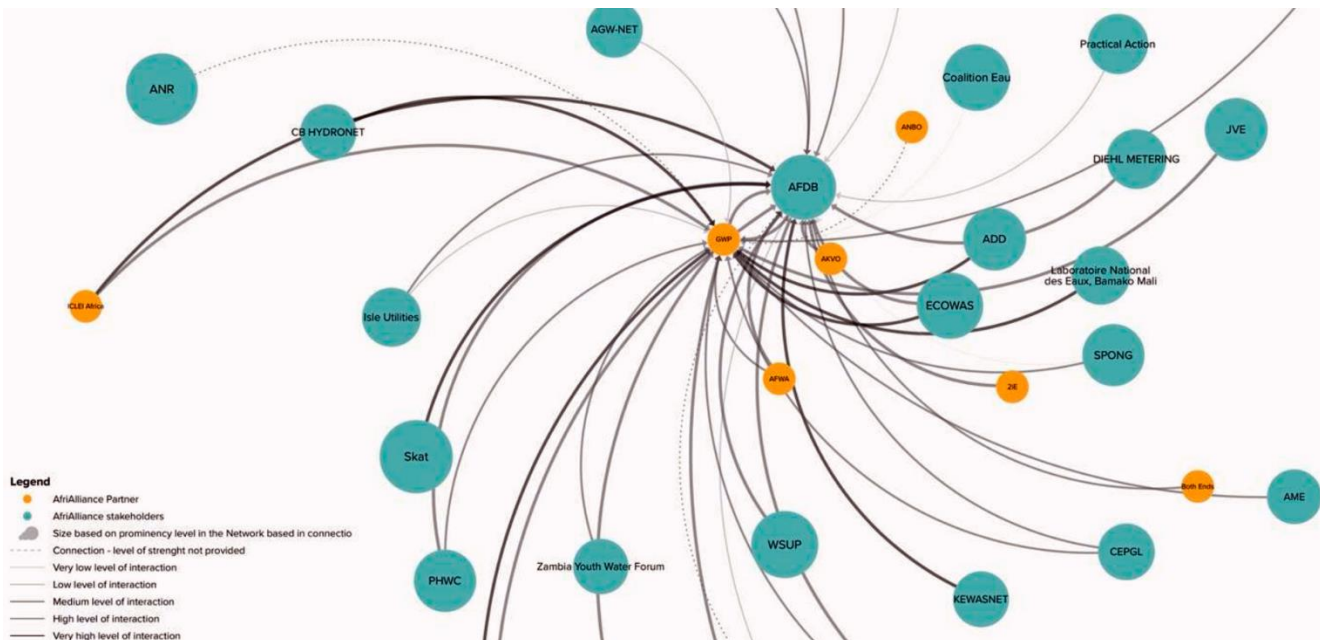 AGW-NET
Practical Action
Coalition Eau
ANR
ANBO
JVE
CB HYDRONET
DIEHL METERING
AFDB
GWP
ADD
AKVO
Laboratoire National
des Eaux, Bamako Mali
ICLEI Africa
Isle Utilities
ECOWAS
SPONG
AFWA
2iE
Skat
Both Ends
AME
WSUP
CEPGL
Zambia Youth Water Forum
PHWC
KEWASNET
Legend
AfriAlliance Partner
AfriAlliance stakeholders
Size based on prominency level in the Network based in connectio
Connection - level of strenght not provided
Very low level of interaction
Low level of interaction
Medium level of interaction
High level of interaction
Very high level of interaction